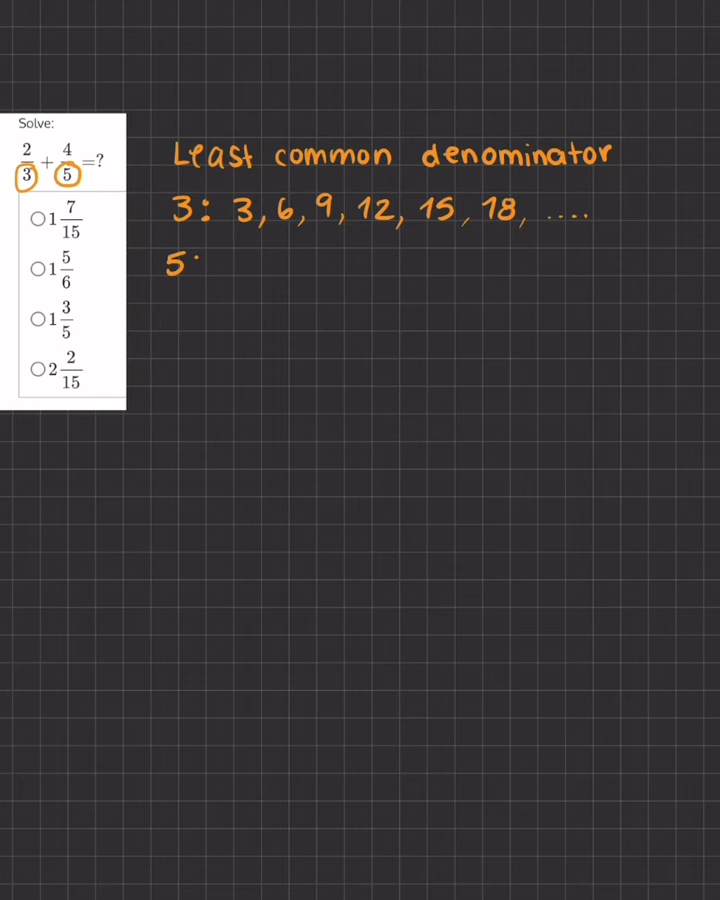 Solve:
2/3 + 4/5 =?
1 7/15
1 5/6
1 3/5
2 2/15
Least common denominator
3: 3, 6, 9, 12, 15, 18, ....
5·